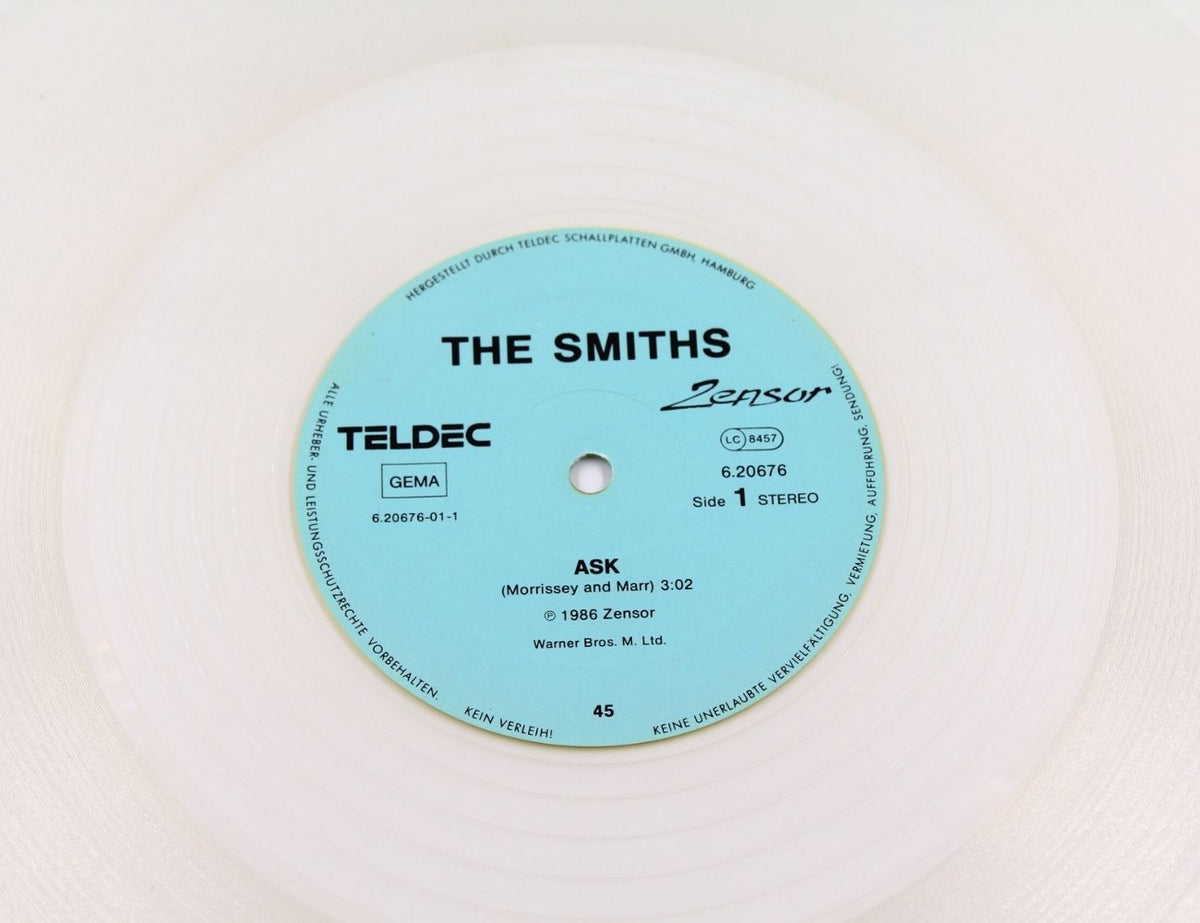 HERGESTELLT DURCH TELDEC SCHALLPLATTEN GMBH, HAMBURG
THE SMITHS
Zensor
TELDEC
LC 8457
GEMA
6.20676
6.20676-01-1
Side 1 STEREO
ASK
(Morrissey and Marr) 3:02
℗ 1986 Zensor
Warner Bros. M. Ltd.
45
ALLE URHEBER- UND LEISTUNGSSCHUTZRECHTE VORBEHALTEN.
KEIN VERLEIH!
KEINE UNERLAUBTE VERVIELFÄLTIGUNG, VERMIETUNG, AUFFÜHRUNG, SENDUNG!